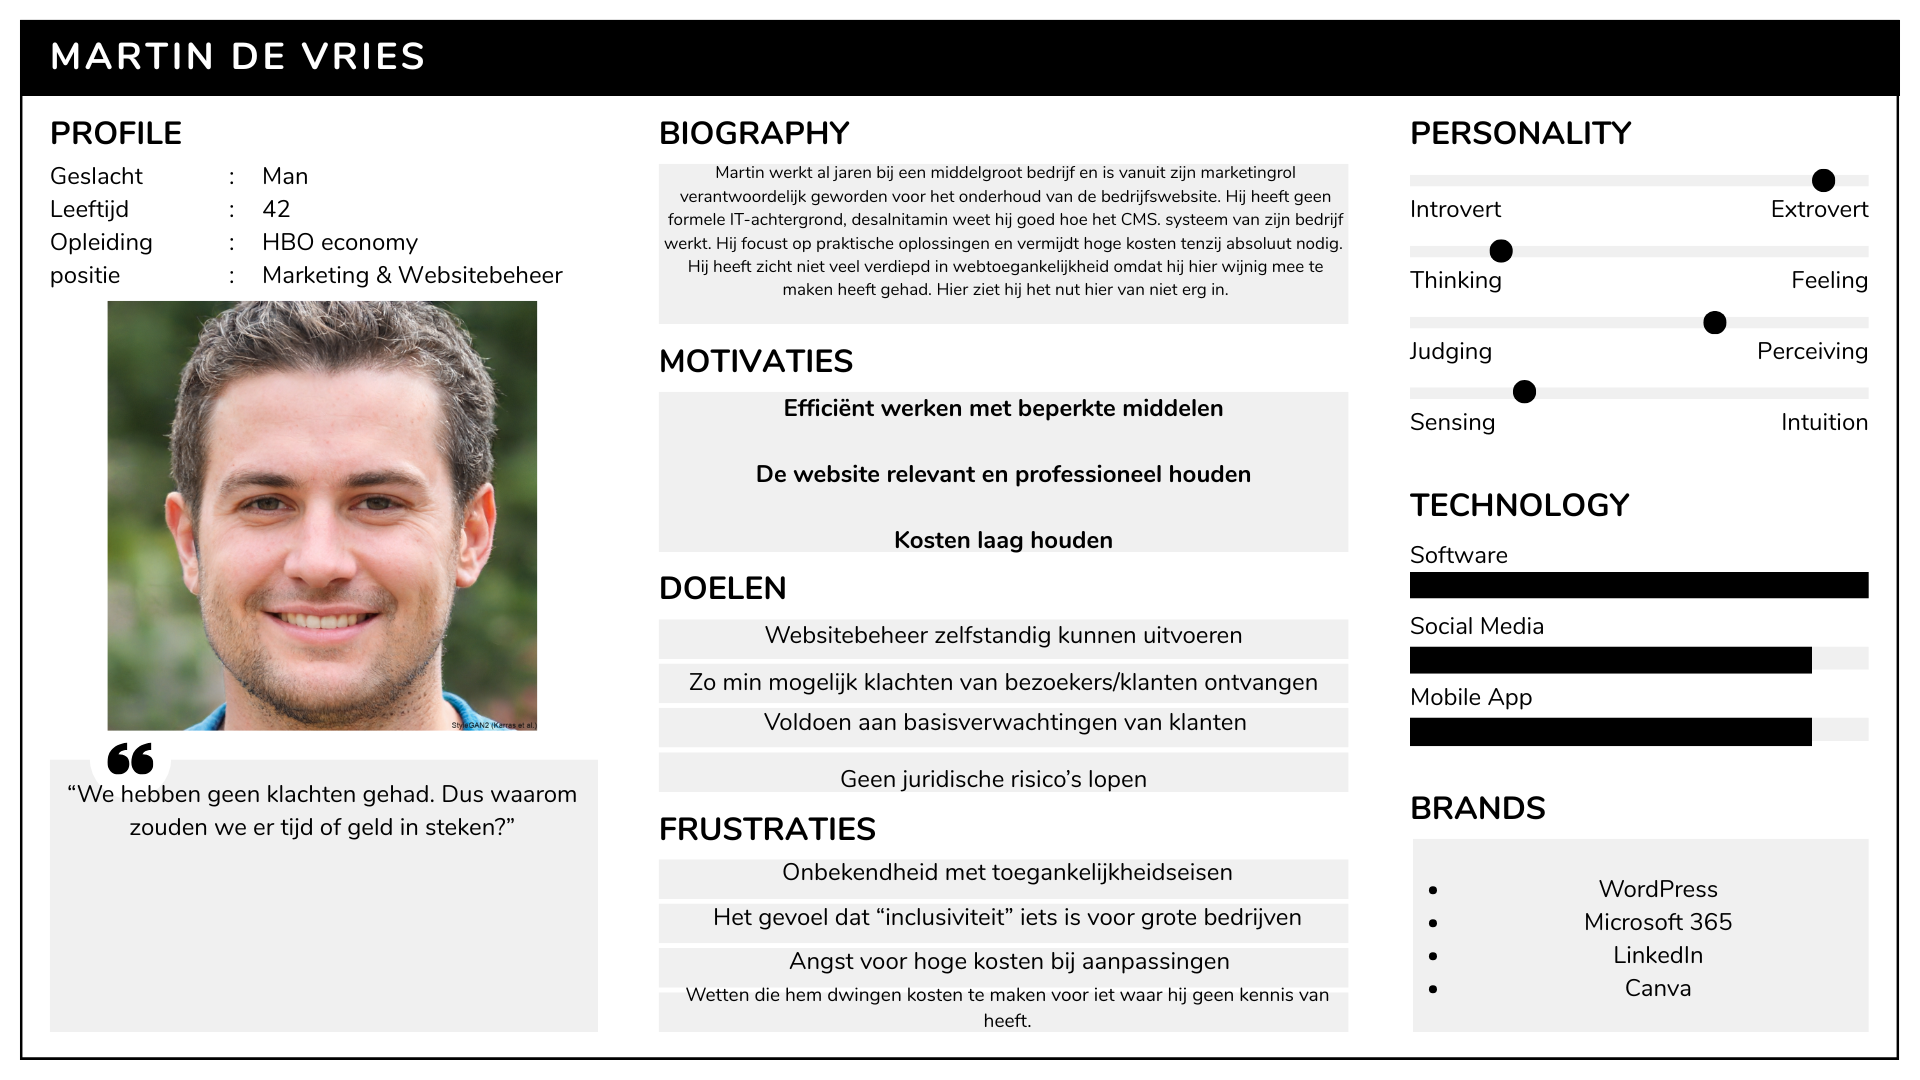 MARTIN DE VRIES
PROFILE
Geslacht : Man
Leeftijd : 42
Opleiding : HBO economy
positie : Marketing & Websitebeheer
StyleGAN2 (Karras et al.)
“We hebben geen klachten gehad. Dus waarom
zouden we er tijd of geld in steken?”
BIOGRAPHY
Martin werkt al jaren bij een middelgroot bedrijf en is vanuit zijn marketingrol
verantwoordelijk geworden voor het onderhoud van de bedrijfswebsite. Hij heeft geen
formele IT-achtergrond, desalnitamin weet hij goed hoe het CMS. systeem van zijn bedrijf
werkt. Hij focust op praktische oplossingen en vermijdt hoge kosten tenzij absoluut nodig.
Hij heeft zicht niet veel verdiepd in webtoegankelijkheid omdat hij hier wijnig mee te
maken heeft gehad. Hier ziet hij het nut hier van niet erg in.
MOTIVATIES
Efficiënt werken met beperkte middelen
De website relevant en professioneel houden
Kosten laag houden
DOELEN
Websitebeheer zelfstandig kunnen uitvoeren
Zo min mogelijk klachten van bezoekers/klanten ontvangen
Voldoen aan basisverwachtingen van klanten
Geen juridische risico’s lopen
FRUSTRATIES
Onbekendheid met toegankelijkheidseisen
Het gevoel dat “inclusiviteit” iets is voor grote bedrijven
Angst voor hoge kosten bij aanpassingen
Wetten die hem dwingen kosten te maken voor iet waar hij geen kennis van
heeft.
PERSONALITY
Introvert Extrovert
Thinking Feeling
Judging Perceiving
Sensing Intuition
TECHNOLOGY
Software
Social Media
Mobile App
BRANDS
• WordPress
• Microsoft 365
• LinkedIn
• Canva